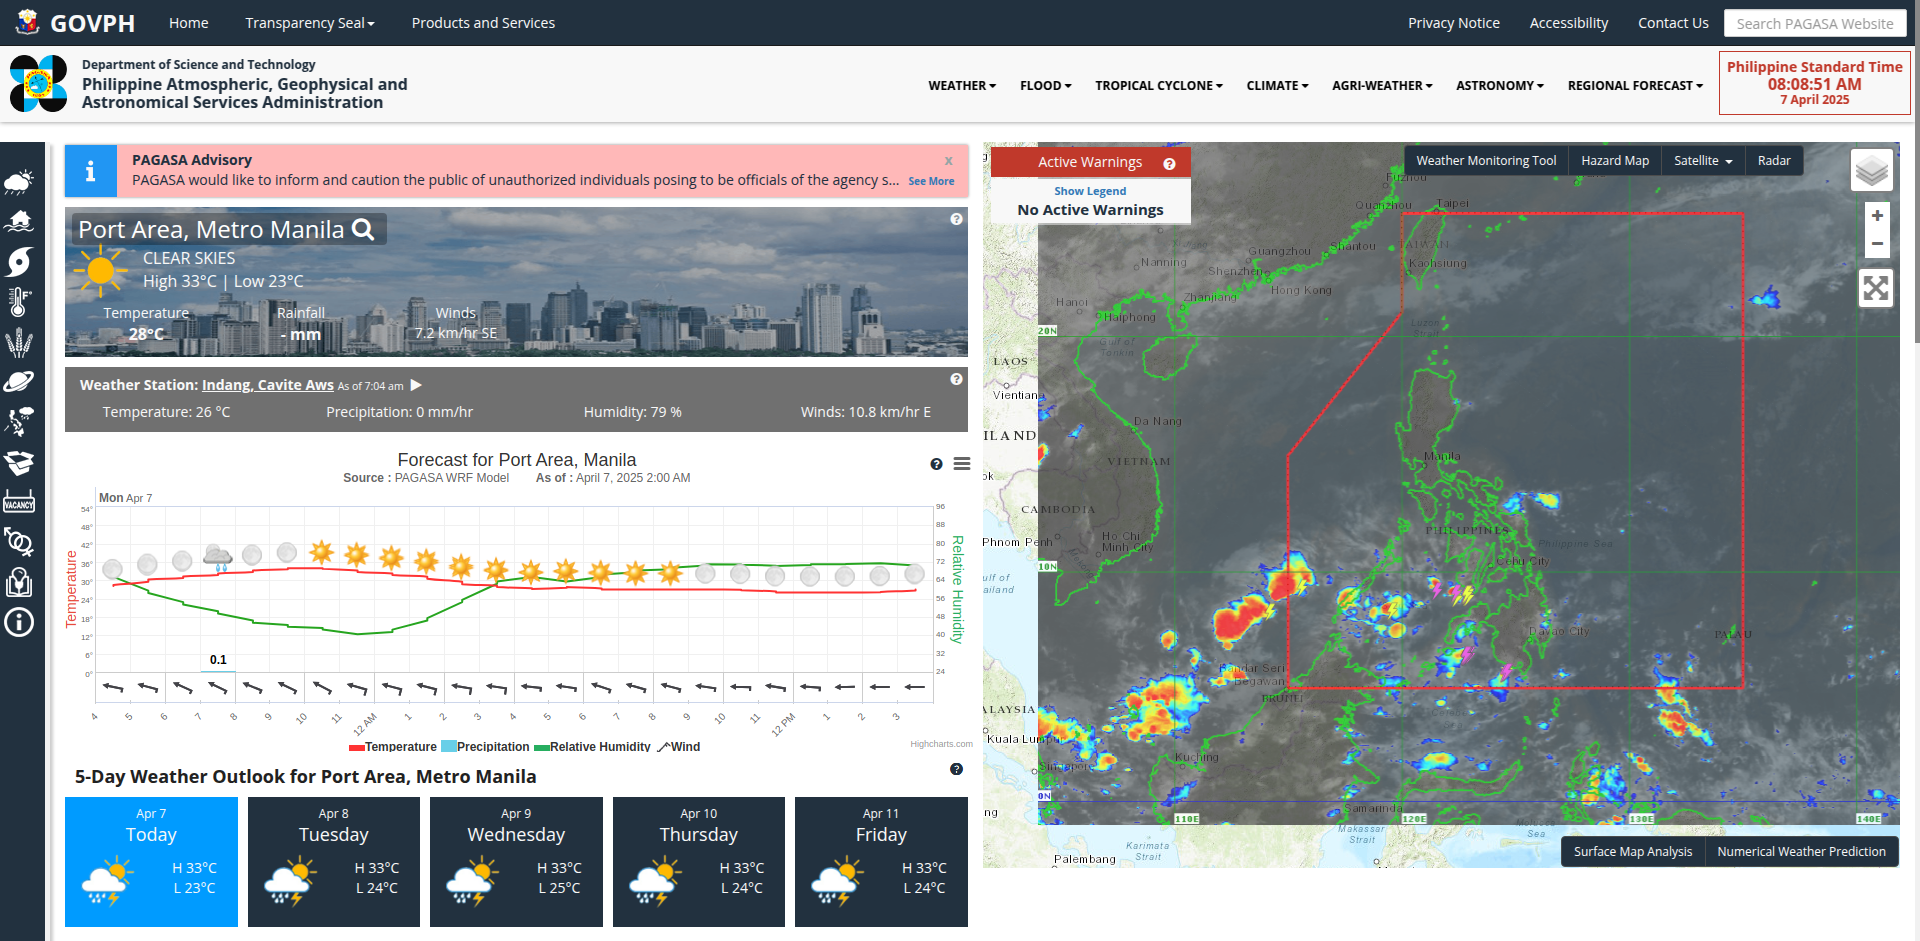 GOVPH
Home
Transparency Seal
Products and Services
Privacy Notice
Accessibility
Contact Us
Search PAGASA Website
Department of Science and Technology
Philippine Atmospheric, Geophysical and
Astronomical Services Administration
WEATHER
FLOOD
TROPICAL CYCLONE
CLIMATE
AGRI-WEATHER
ASTRONOMY
REGIONAL FORECAST
Philippine Standard Time
08:08:51 AM
7 April 2025
VACANCY
PAGASA Advisory
x
PAGASA would like to inform and caution the public of unauthorized individuals posing to be officials of the agency s... See More
Port Area, Metro Manila
CLEAR SKIES
High 33°C | Low 23°C
Temperature
28°C
Rainfall
- mm
Winds
7.2 km/hr SE
Weather Station: Indang, Cavite Aws As of 7:04 am
Temperature: 26 °C
Precipitation: 0 mm/hr
Humidity: 79 %
Winds: 10.8 km/hr E
Forecast for Port Area, Manila
Source : PAGASA WRF Model As of : April 7, 2025 2:00 AM
Mon Apr 7
Temperature
54°
48°
42°
36°
30°
24°
18°
12°
6°
0°
96
88
80
72
64
56
48
40
32
24
Relative Humidity
0.1
4 5 6 7 8 9 10 11 12 AM 1 2 3 4 5 6 7 8 9 10 11 12 PM 1 2 3
Temperature Precipitation Relative Humidity Wind
Highcharts.com
5-Day Weather Outlook for Port Area, Metro Manila
Apr 7
Today
H 33°C
L 23°C
Apr 8
Tuesday
H 33°C
L 24°C
Apr 9
Wednesday
H 33°C
L 25°C
Apr 10
Thursday
H 33°C
L 24°C
Apr 11
Friday
H 33°C
L 24°C
Active Warnings
Show Legend
No Active Warnings
Weather Monitoring Tool
Hazard Map
Satellite
Radar
+
−
Fuzhou
Quanzhou
Taipei
Shantou
TAIWAN
Guangzhou
Nanning
Kaohsiung
Shenzhen
Hong Kong
Zhanjiang
Hanoi
Haiphong
20N
Luzon
Strait
Gulf of
Tonkin
LAOS
Vientiane
Da Nang
ILAND
VIETNAM
Manila
ok
CAMBODIA
PHILIPPINES
Phnom Penh
Ho Chi
Minh City
Philippine Sea
Cebu City
10N
ulf of
ailand
Davao City
PALAU
Bandar Seri
Begawan
BRUNEI
ALAYSIA
Kuala Lumpur
Kuching
Singapore
0N
Samarinda
110E
120E
130E
140E
ng
Makassar
Strait
Sea
Karimata
Strait
Palembang
Surface Map Analysis
Numerical Weather Prediction